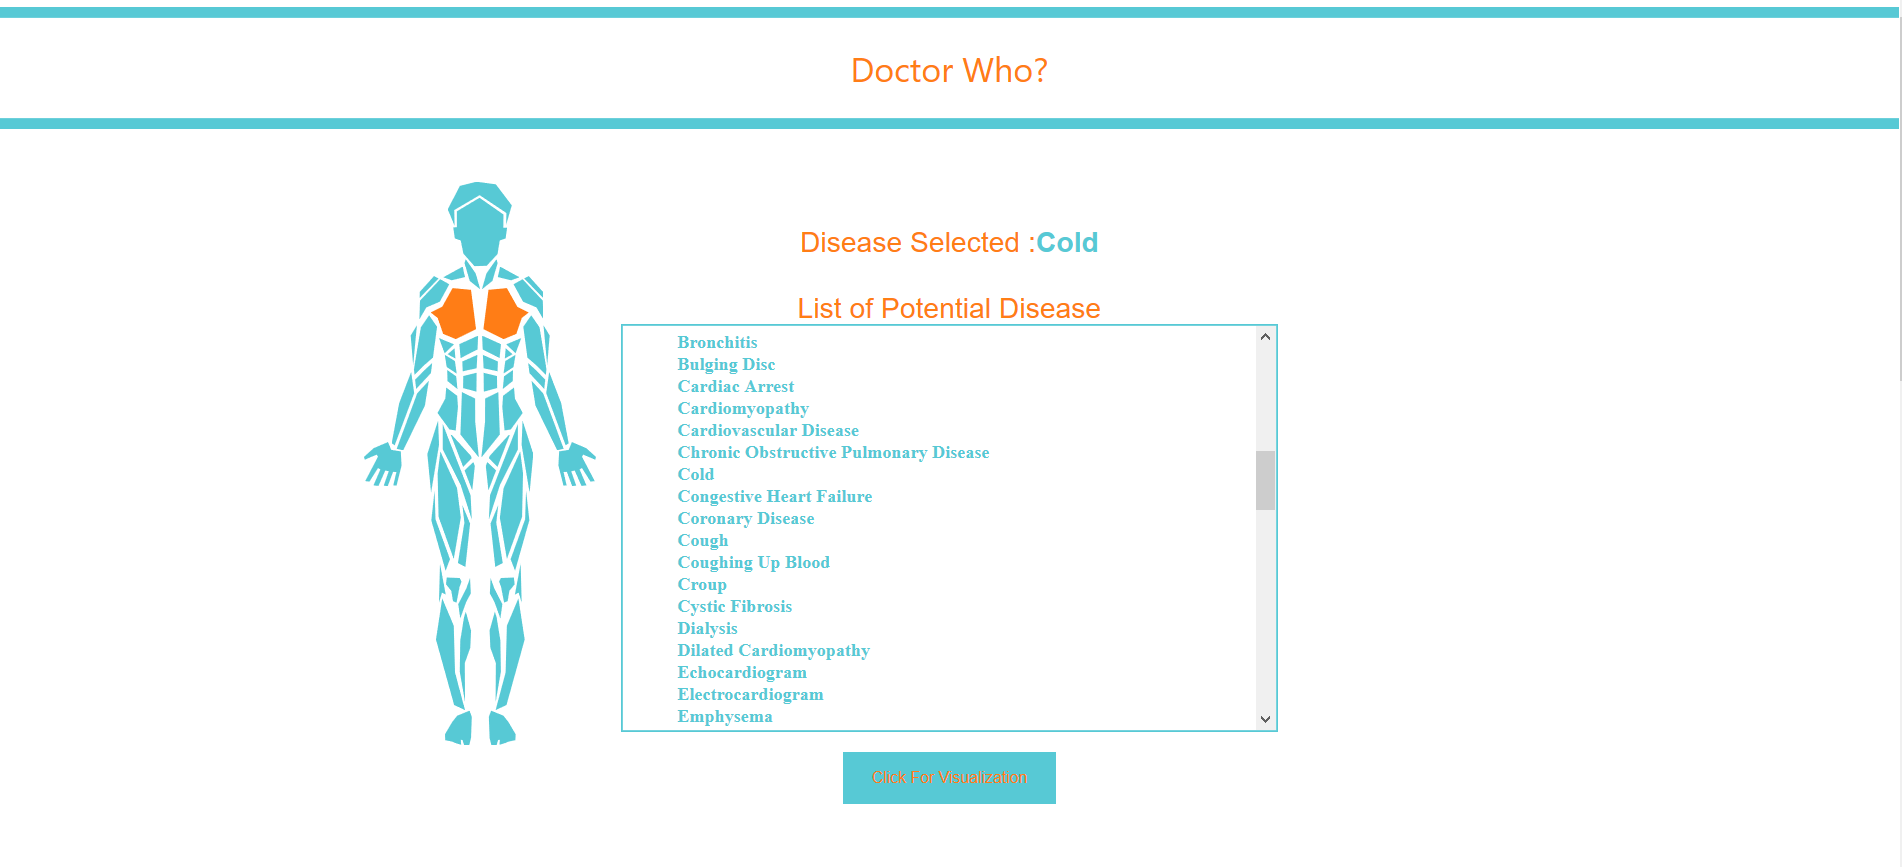 Doctor Who?
Disease Selected :Cold
List of Potential Disease
Bronchitis
Bulging Disc
Cardiac Arrest
Cardiomyopathy
Cardiovascular Disease
Chronic Obstructive Pulmonary Disease
Cold
Congestive Heart Failure
Coronary Disease
Cough
Coughing Up Blood
Croup
Cystic Fibrosis
Dialysis
Dilated Cardiomyopathy
Echocardiogram
Electrocardiogram
Emphysema
Click For Visualization